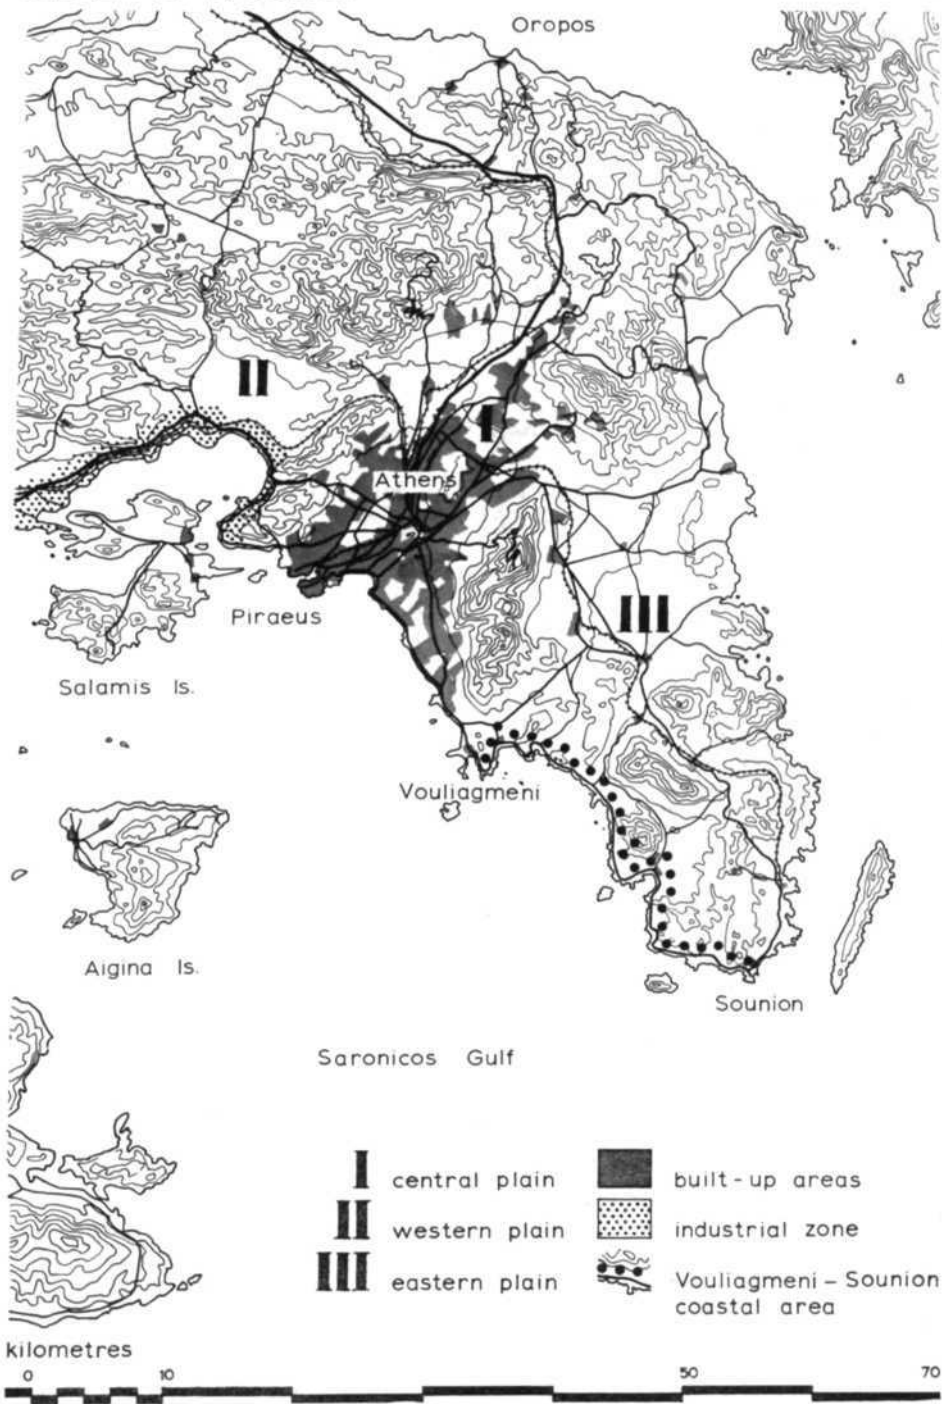 Oropos
II
I
Athens
III
Piraeus
Salamis Is.
Vouliagmeni
Aigina Is.
Sounion
Saronicos Gulf
I central plain
II western plain
III eastern plain
built-up areas
industrial zone
Vouliagmeni – Sounion
coastal area
kilometres
0 10 50 70